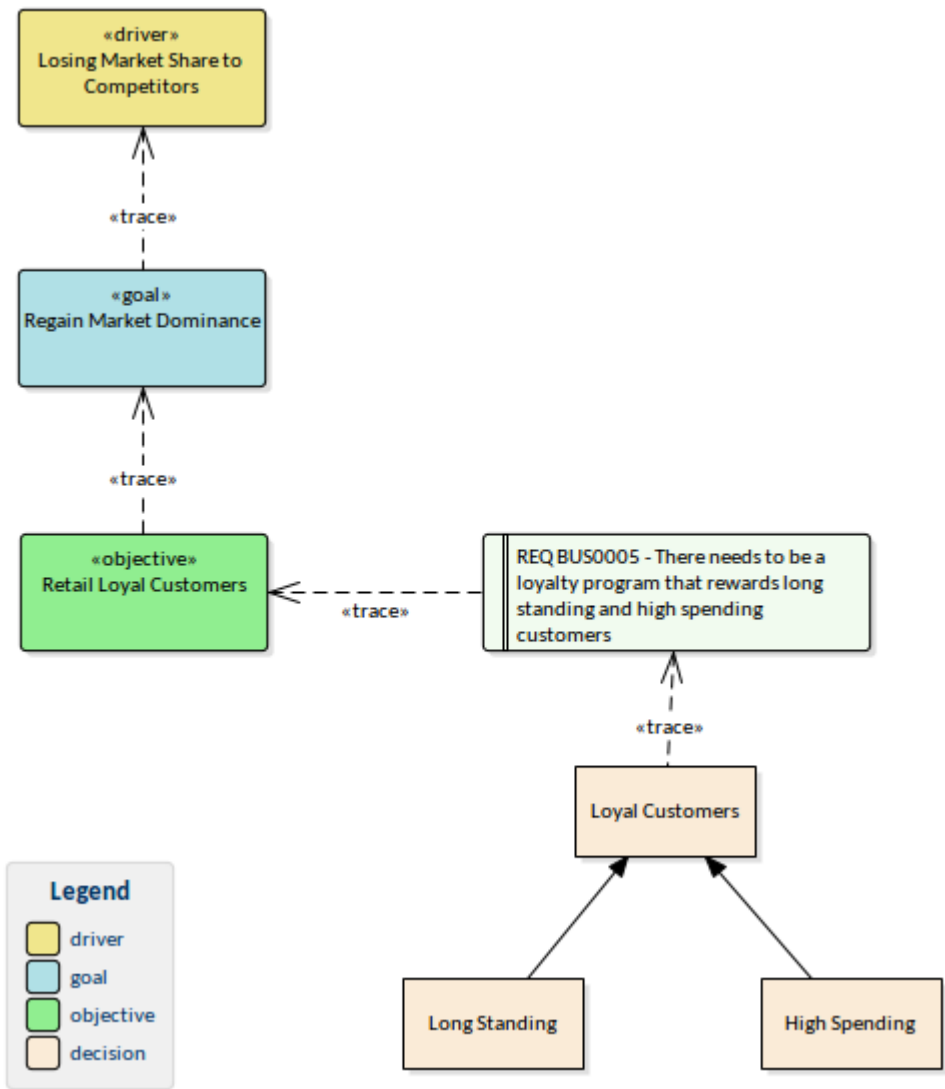 «driver»
Losing Market Share to
Competitors
«trace»
«goal»
Regain Market Dominance
«trace»
«objective»
Retail Loyal Customers
«trace»
REQ BUS0005 - There needs to be a
loyalty program that rewards long
standing and high spending
customers
«trace»
Loyal Customers
Long Standing
High Spending
Legend
driver
goal
objective
decision